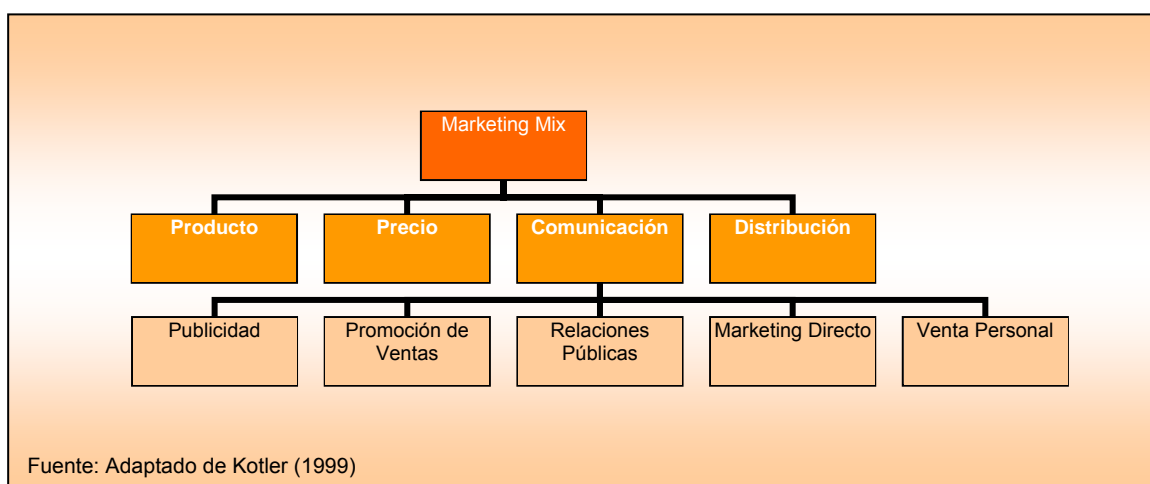 Marketing Mix
Producto
Precio
Comunicación
Distribución
Publicidad
Promoción de
Ventas
Relaciones
Públicas
Marketing Directo
Venta Personal
Fuente: Adaptado de Kotler (1999)